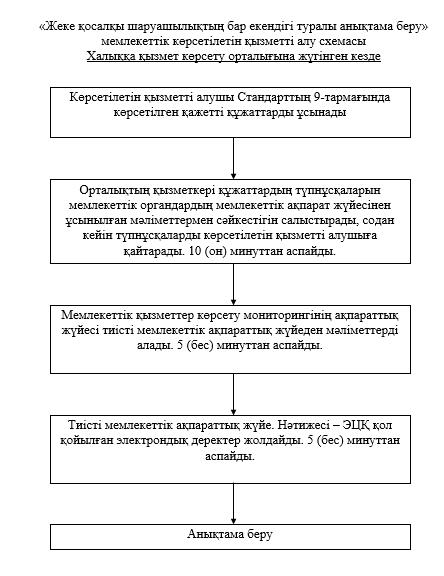 «Жеке қосалқы шаруашылықтың бар екендігі туралы анықтама беру»
мемлекеттік көрсетілетін қызметті алу схемасы
Халыққа қызмет көрсету орталығына жүгінген кезде
Көрсетілетін қызметті алушы Стандарттың 9-тармағында
көрсетілген қажетті құжаттарды ұсынады
Орталықтың қызметкері құжаттардың түпнұсқаларын
мемлекеттік органдардың мемлекеттік ақпарат жүйесінен
ұсынылған мәліметтермен сәйкестігін салыстырады, содан
кейін түпнұсқаларды көрсетілетін қызметті алушыға
қайтарады. 10 (он) минуттан аспайды.
Мемлекеттік қызметтер көрсету мониторингінің ақпараттық
жүйесі тиісті мемлекеттік ақпараттық жүйеден мәліметтерді
алады. 5 (бес) минуттан аспайды.
Тиісті мемлекеттік ақпараттық жүйе. Нәтижесі – ЭЦҚ қол
қойылған электрондық деректер жолдайды. 5 (бес) минуттан
аспайды.
Анықтама беру